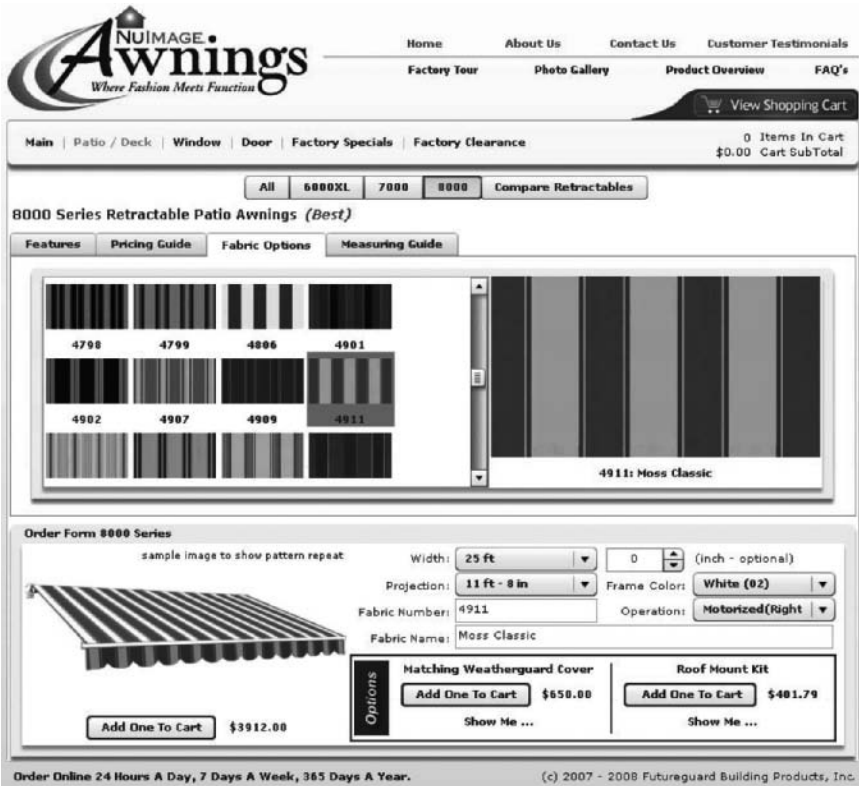 NUIMAGE
Awnings
Where Fashion Meets Function
Home About Us Contact Us Customer Testimonials
Factory Tour Photo Gallery Product Overview FAQ's
View Shopping Cart
Main | Patio / Deck | Window | Door | Factory Specials | Factory Clearance
0 Items In Cart
$0.00 Cart SubTotal
All 6000XL 7000 8000 Compare Retractables
8000 Series Retractable Patio Awnings (Best)
Features Pricing Guide Fabric Options Measuring Guide
4798 4799 4806 4901
4902 4907 4909 4911
4911: Moss Classic
Order Form 8000 Series
sample image to show pattern repeat
Width: 25 ft 0 (inch - optional)
Projection: 11 ft - 8 in Frame Color: White (02)
Fabric Number: 4911 Operation: Motorized(Right
Fabric Name: Moss Classic
Options
Matching Weatherguard Cover Roof Mount Kit
Add One To Cart $650.00 Add One To Cart $401.79
Show Me ... Show Me ...
Add One To Cart $3912.00
Order Online 24 Hours A Day, 7 Days A Week, 365 Days A Year. (c) 2007 - 2008 Futureguard Building Products, Inc.